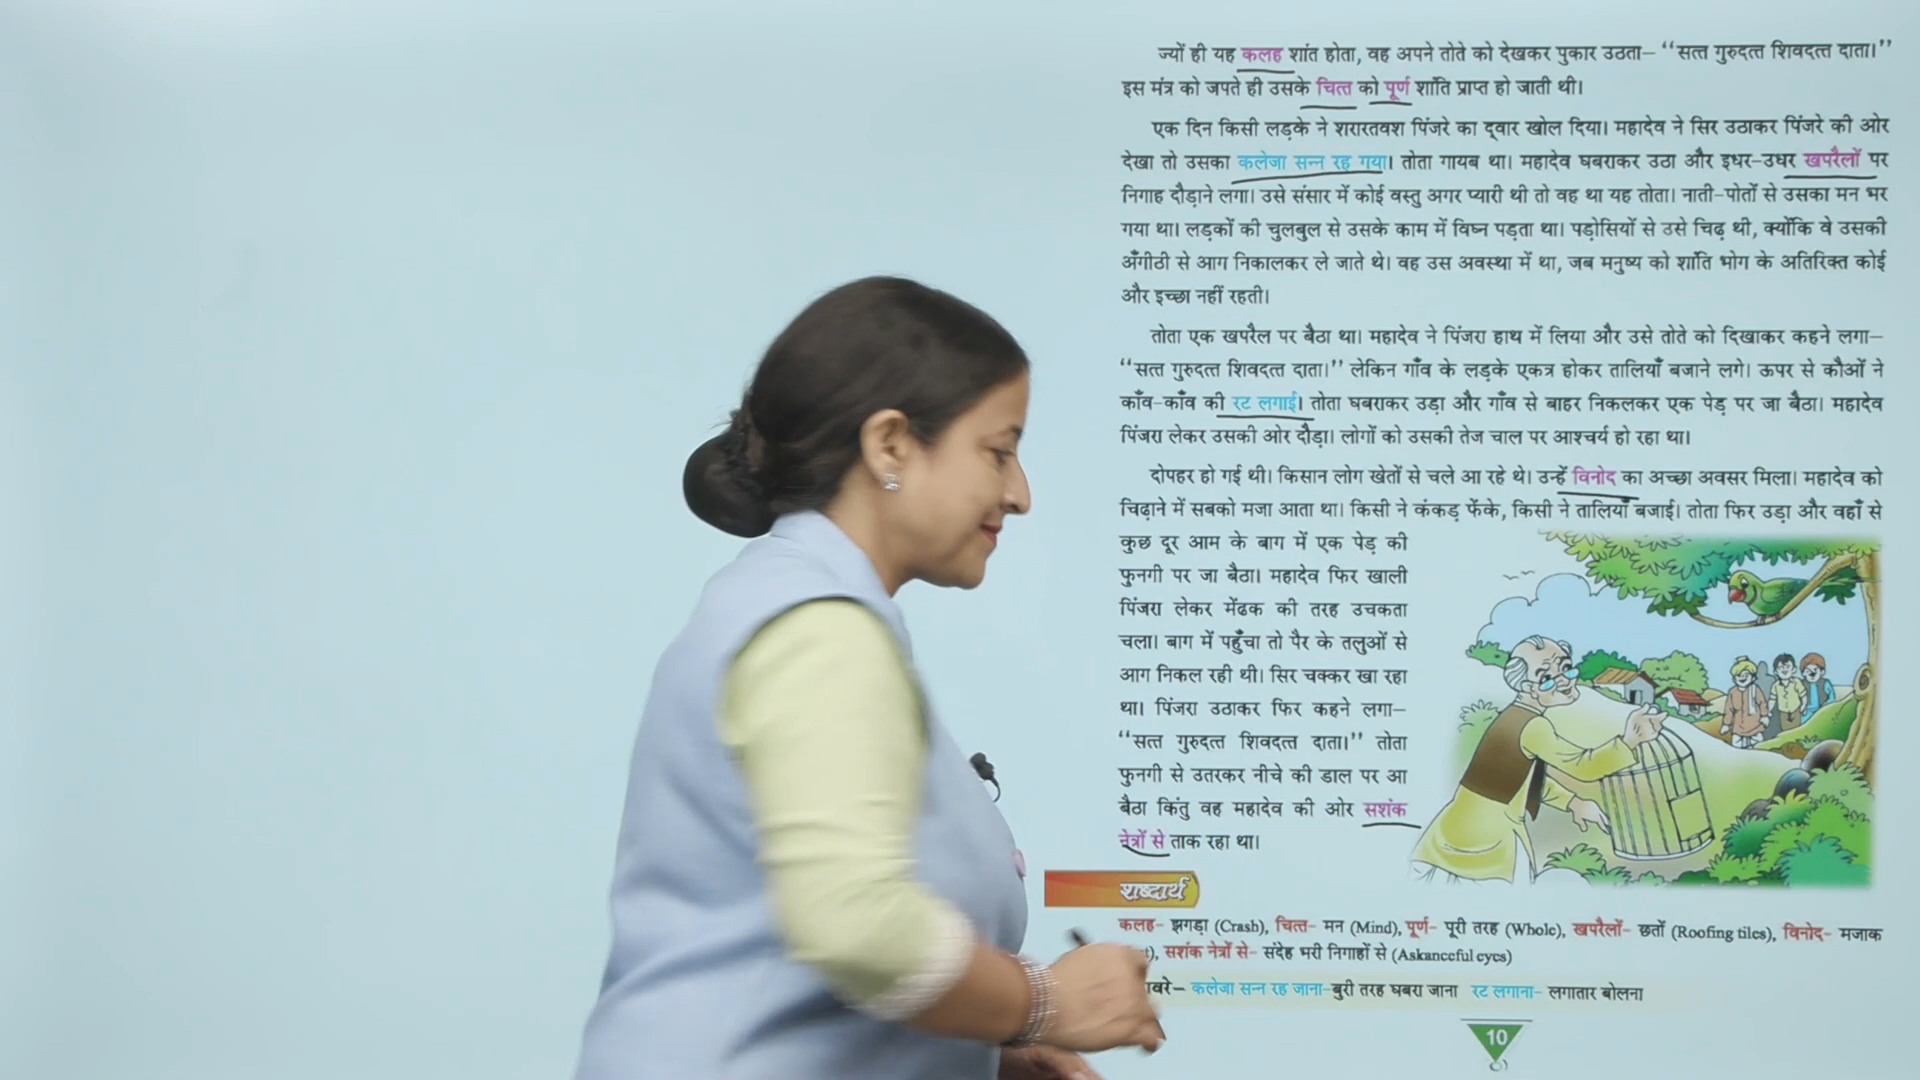 ज्यों ही यह कलह शांत होता, वह अपने तोते को देखकर पुकार उठता– “सत्त गुरुदत्त शिवदत्त दाता।”
इस मंत्र को जपते ही उसके चित्त को पूर्ण शांति प्राप्त हो जाती थी।
एक दिन किसी लड़के ने शरारतवश पिंजरे का द्वार खोल दिया। महादेव ने सिर उठाकर पिंजरे की ओर
देखा तो उसका कलेजा सन्न रह गया। तोता गायब था। महादेव घबराकर उठा और इधर-उधर खपरैलों पर
निगाह दौड़ाने लगा। उसे संसार में कोई वस्तु अगर प्यारी थी तो वह था यह तोता। नाती-पोतों से उसका मन भर
गया था। लड़कों की चुलबुल से उसके काम में विघ्न पड़ता था। पड़ोसियों से उसे चिढ़ थी, क्योंकि वे उसकी
अँगीठी से आग निकालकर ले जाते थे। वह उस अवस्था में था, जब मनुष्य को शांति भोग के अतिरिक्त कोई
और इच्छा नहीं रहती।
तोता एक खपरैल पर बैठा था। महादेव ने पिंजरा हाथ में लिया और उसे तोते को दिखाकर कहने लगा–
“सत्त गुरुदत्त शिवदत्त दाता।” लेकिन गाँव के लड़के एकत्र होकर तालियाँ बजाने लगे। ऊपर से कौओं ने
काँव-काँव की रट लगाई। तोता घबराकर उड़ा और गाँव से बाहर निकलकर एक पेड़ पर जा बैठा। महादेव
पिंजरा लेकर उसकी ओर दौड़ा। लोगों को उसकी तेज चाल पर आश्चर्य हो रहा था।
दोपहर हो गई थी। किसान लोग खेतों से चले आ रहे थे। उन्हें विनोद का अच्छा अवसर मिला। महादेव को
चिढ़ाने में सबको मजा आता था। किसी ने कंकड़ फेंके, किसी ने तालियाँ बजाईं। तोता फिर उड़ा और वहाँ से
कुछ दूर आम के बाग में एक पेड़ की
फुनगी पर जा बैठा। महादेव फिर खाली
पिंजरा लेकर मेंढक की तरह उचकता
चला। बाग में पहुँचा तो पैर के तलुओं से
आग निकल रही थी। सिर चक्कर खा रहा
था। पिंजरा उठाकर फिर कहने लगा–
“सत्त गुरुदत्त शिवदत्त दाता।” तोता
फुनगी से उतरकर नीचे की डाल पर आ
बैठा किंतु वह महादेव की ओर सशंक
नेत्रों से ताक रहा था।
शब्दार्थ
कलह– झगड़ा (Crash), चित्त– मन (Mind), पूर्ण– पूरी तरह (Whole), खपरैलों– छतों (Roofing tiles), विनोद– मजाक
सशंक नेत्रों से– संदेह भरी निगाहों से (Askanceful eyes)
कलेजा सन्न रह जाना–बुरी तरह घबरा जाना रट लगाना– लगातार बोलना
10